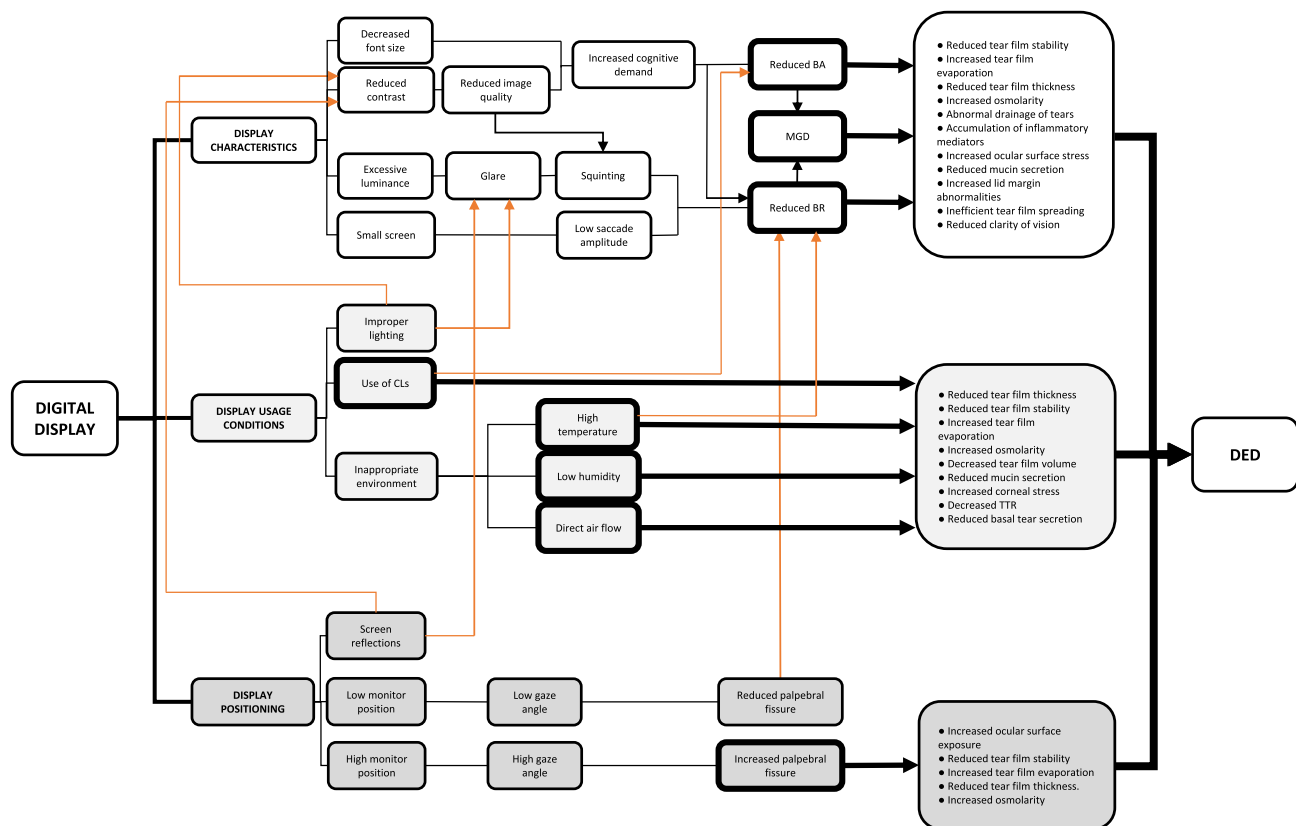 Decreased
font size
Reduced
contrast
Reduced image
quality
Increased cognitive
demand
DISPLAY
CHARACTERISTICS
Excessive
luminance
Glare
Squinting
Small screen
Low saccade
amplitude
Reduced BA
MGD
Reduced BR
● Reduced tear film stability
● Increased tear film
evaporation
● Reduced tear film thickness
● Increased osmolarity
● Abnormal drainage of tears
● Accumulation of inflammatory
mediators
● Increased ocular surface stress
● Reduced mucin secretion
● Increased lid margin
abnormalities
● Inefficient tear film spreading
● Reduced clarity of vision
DIGITAL
DISPLAY
DISPLAY USAGE
CONDITIONS
Improper
lighting
Use of CLs
Inappropriate
environment
High
temperature
Low humidity
Direct air flow
● Reduced tear film thickness
● Reduced tear film stability
● Increased tear film
evaporation
● Increased osmolarity
● Decreased tear film volume
● Reduced mucin secretion
● Increased corneal stress
● Decreased TTR
● Reduced basal tear secretion
DED
DISPLAY
POSITIONING
Screen
reflections
Low monitor
position
Low gaze
angle
Reduced palpebral
fissure
High monitor
position
High gaze
angle
Increased palpebral
fissure
● Increased ocular surface
exposure
● Reduced tear film stability
● Increased tear film evaporation
● Reduced tear film thickness.
● Increased osmolarity